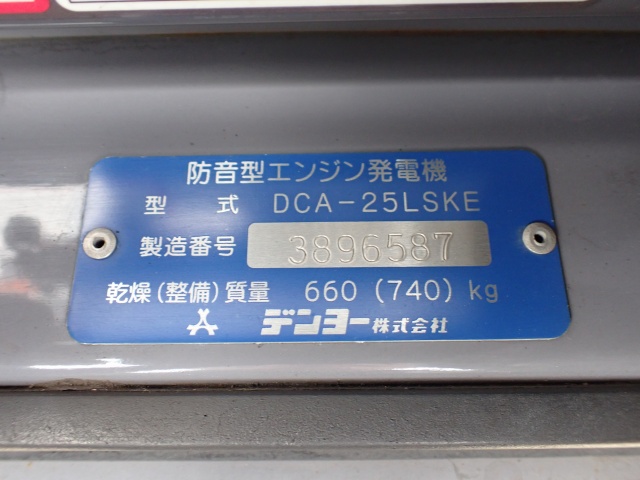 防音型エンジン発電機
型 式 DCA-25LSKE
製造番号 3896587
乾燥(整備)質量 660 (740) kg
デンヨー株式会社